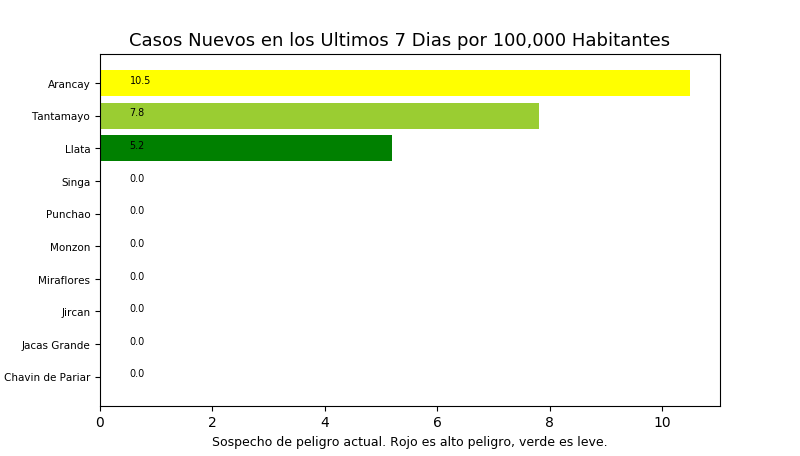 Casos Nuevos en los Ultimos 7 Dias por 100,000 Habitantes
Arancay 10.5
Tantamayo 7.8
Llata 5.2
Singa 0.0
Punchao 0.0
Monzon 0.0
Miraflores 0.0
Jircan 0.0
Jacas Grande 0.0
Chavin de Pariar 0.0
0 2 4 6 8 10
Sospecho de peligro actual. Rojo es alto peligro, verde es leve.